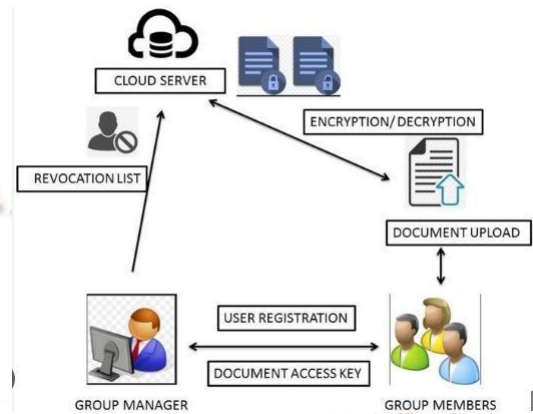 CLOUD SERVER
ENCRYPTION/ DECRYPTION
REVOCATION LIST
DOCUMENT UPLOAD
USER REGISTRATION
DOCUMENT ACCESS KEY
GROUP MANAGER
GROUP MEMBERS